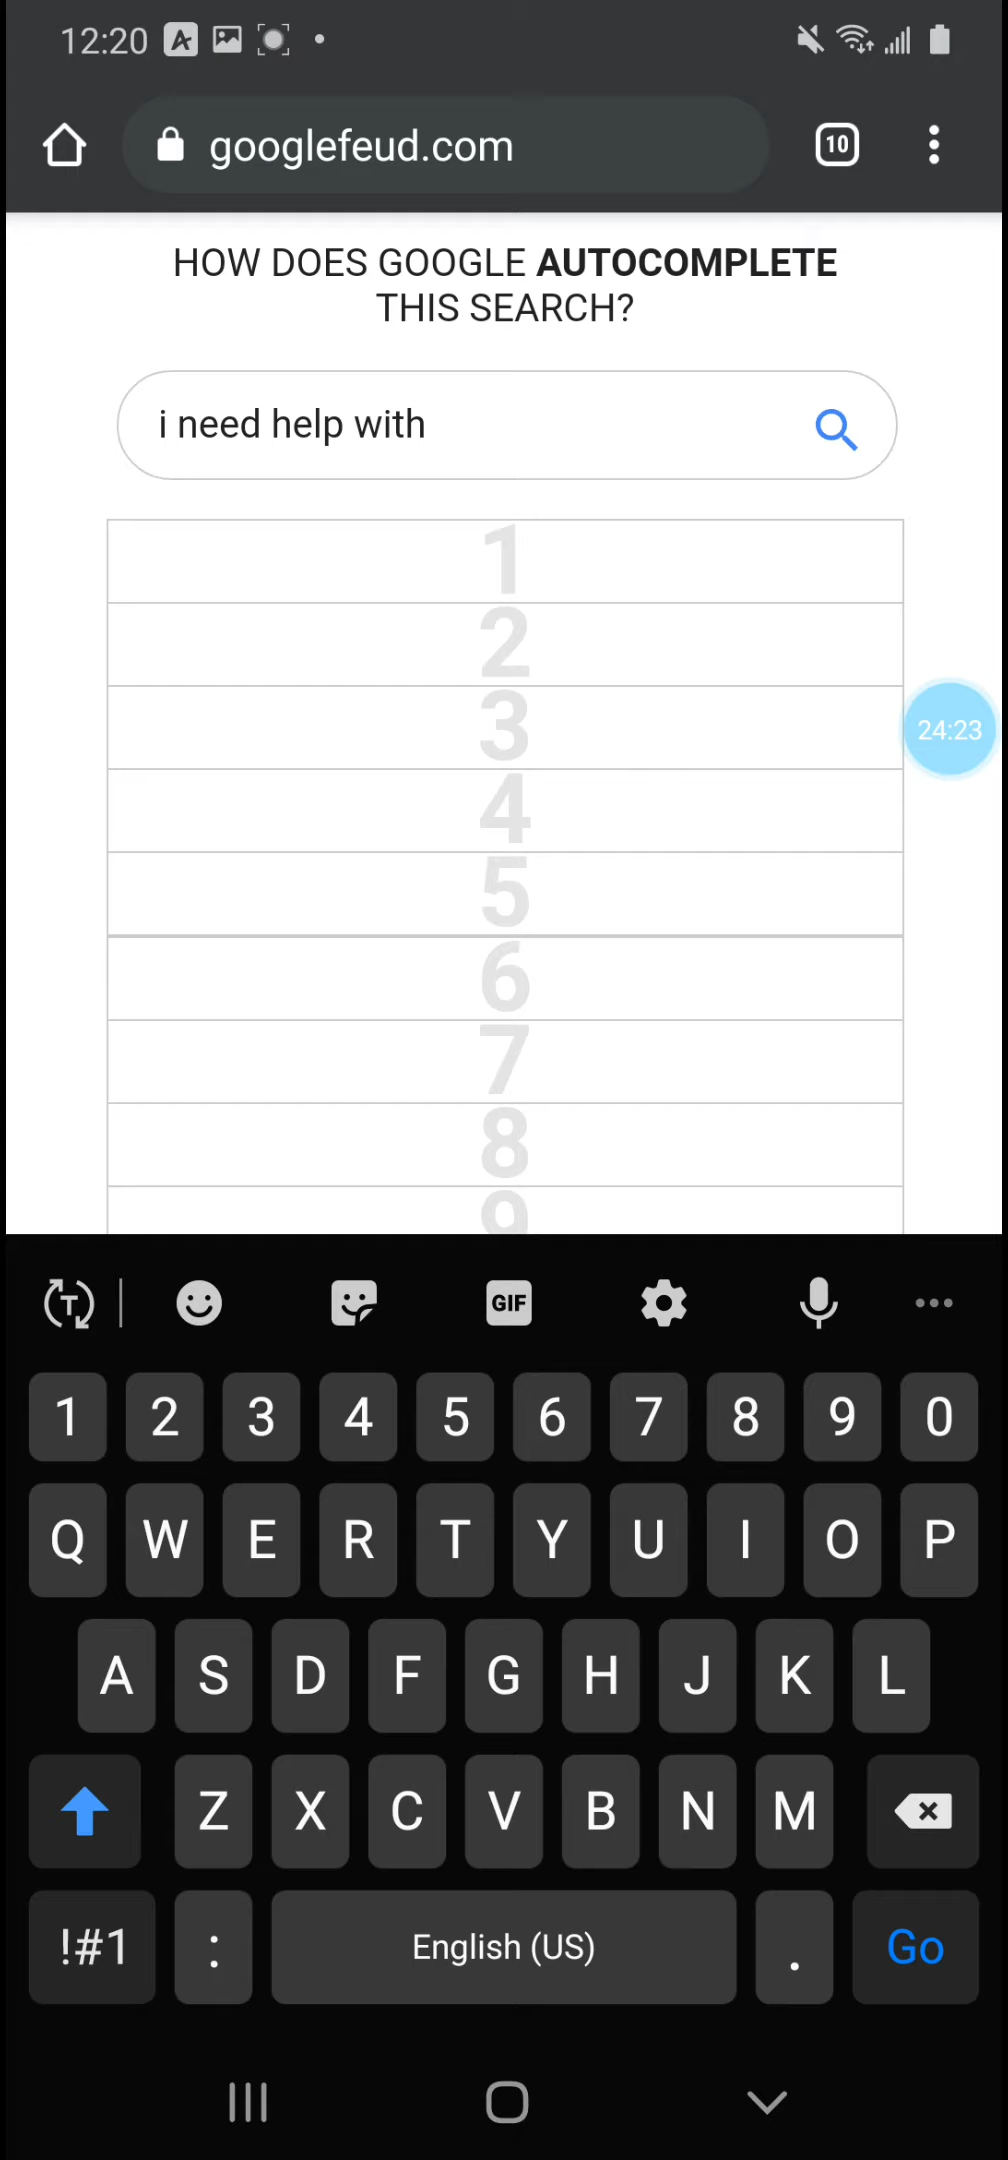 12:20
googlefeud.com
10
HOW DOES GOOGLE AUTOCOMPLETE
THIS SEARCH?
i need help with
1
2
3
4
24:23
5
6
7
8
9
T
GIF
1 2 3 4 5 6 7 8 9 0
Q W E R T Y U I O P
A S D F G H J K L
Z X C V B N M
!#1 : English (US) . Go